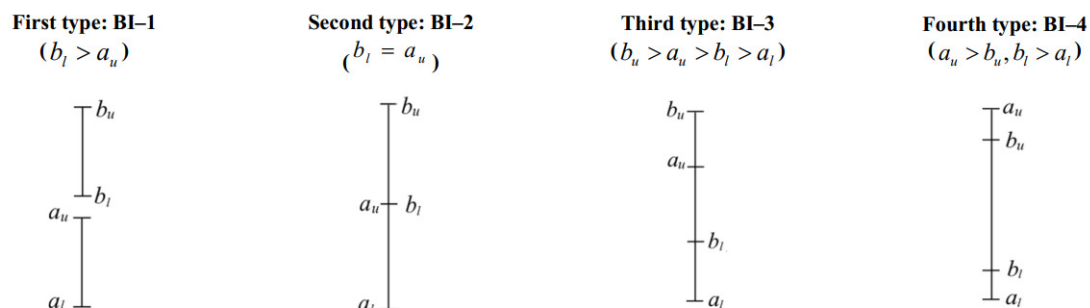 First type: BI–1
(b_l > a_u)
b_u
b_l
a_u
a_l
Second type: BI–2
(b_l = a_u)
b_u
a_u b_l
a_l
Third type: BI–3
(b_u > a_u > b_l > a_l)
b_u
a_u
b_l
a_l
Fourth type: BI–4
(a_u > b_u, b_l > a_l)
a_u
b_u
b_l
a_l